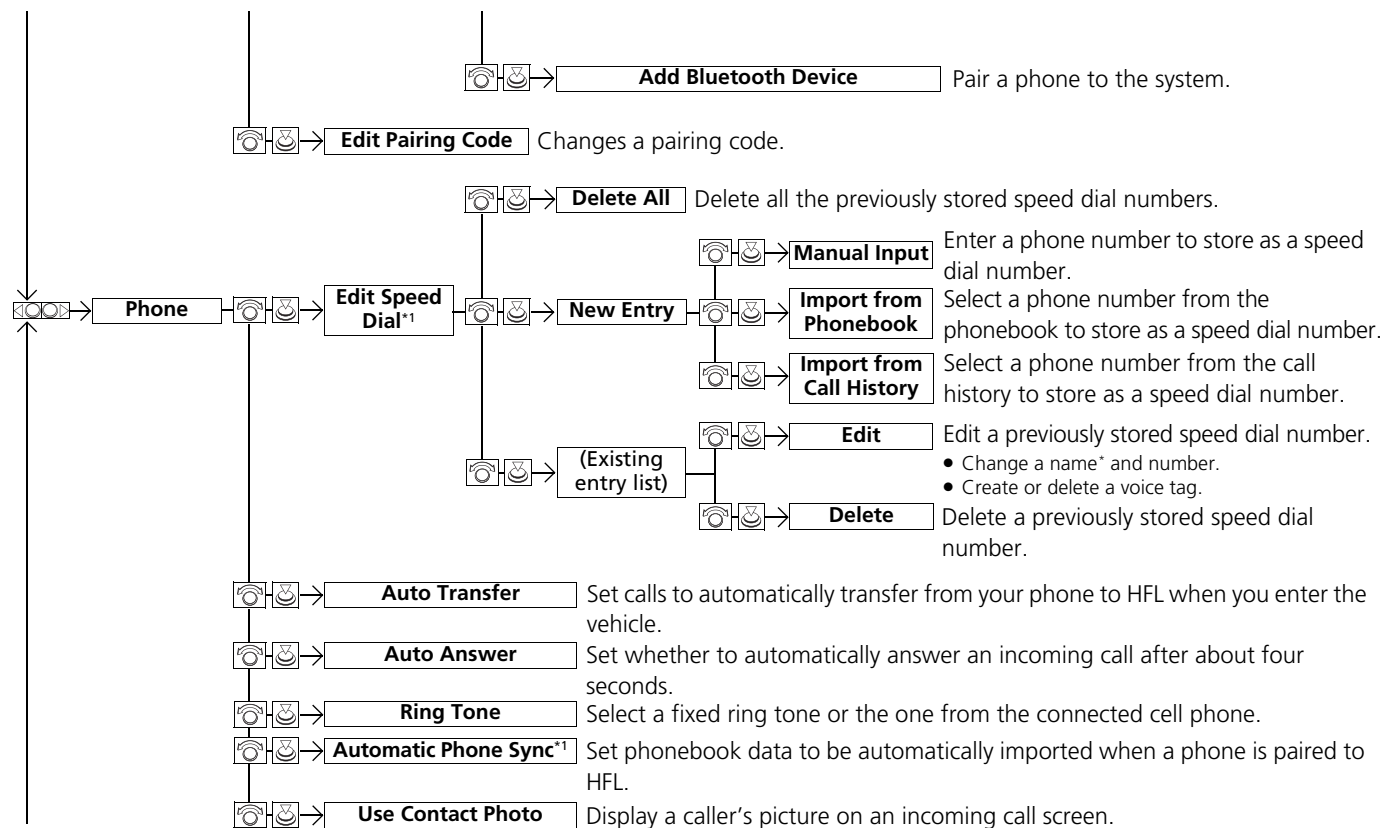 Add Bluetooth Device Pair a phone to the system.
Edit Pairing Code Changes a pairing code.
Delete All Delete all the previously stored speed dial numbers.
Manual Input Enter a phone number to store as a speed
dial number.
Phone
Edit Speed
Dial*1
New Entry
Import from
Phonebook
Select a phone number from the
phonebook to store as a speed dial number.
Import from
Call History
Select a phone number from the call
history to store as a speed dial number.
(Existing
entry list)
Edit Edit a previously stored speed dial number.
● Change a name* and number.
● Create or delete a voice tag.
Delete Delete a previously stored speed dial
number.
Auto Transfer Set calls to automatically transfer from your phone to HFL when you enter the
vehicle.
Auto Answer Set whether to automatically answer an incoming call after about four
seconds.
Ring Tone Select a fixed ring tone or the one from the connected cell phone.
Automatic Phone Sync*1 Set phonebook data to be automatically imported when a phone is paired to
HFL.
Use Contact Photo Display a caller's picture on an incoming call screen.